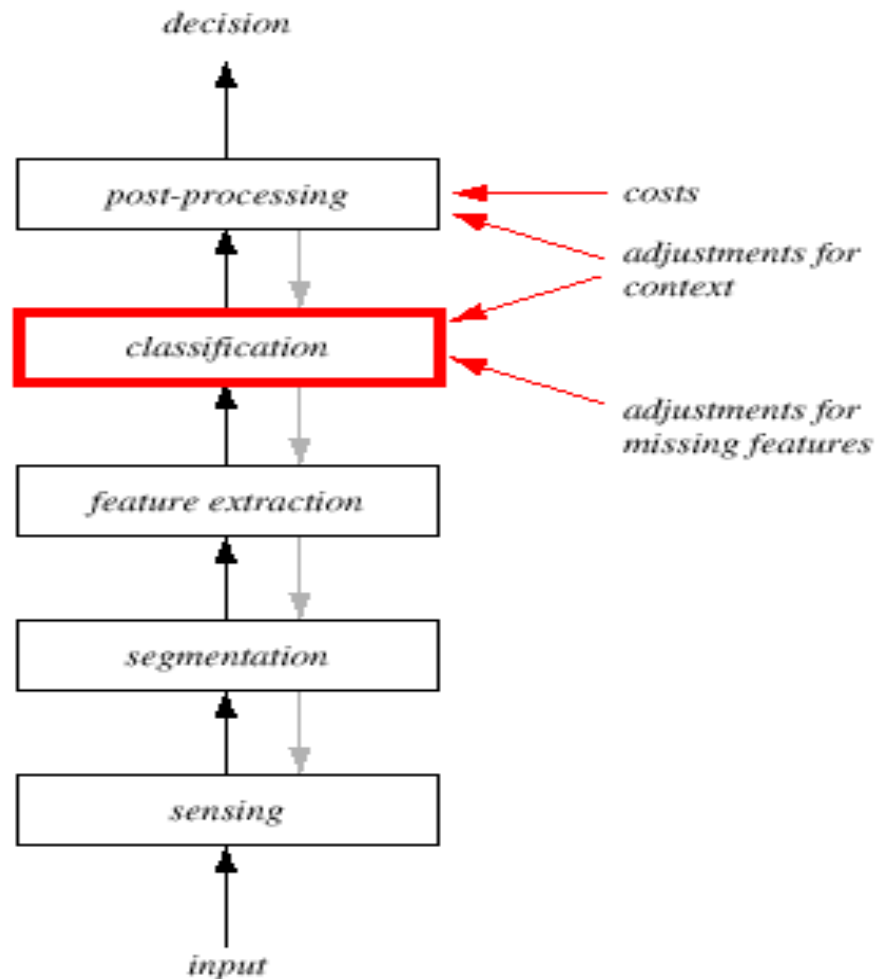 decision
post-processing
costs
adjustments for
context
classification
adjustments for
missing features
feature extraction
segmentation
sensing
input